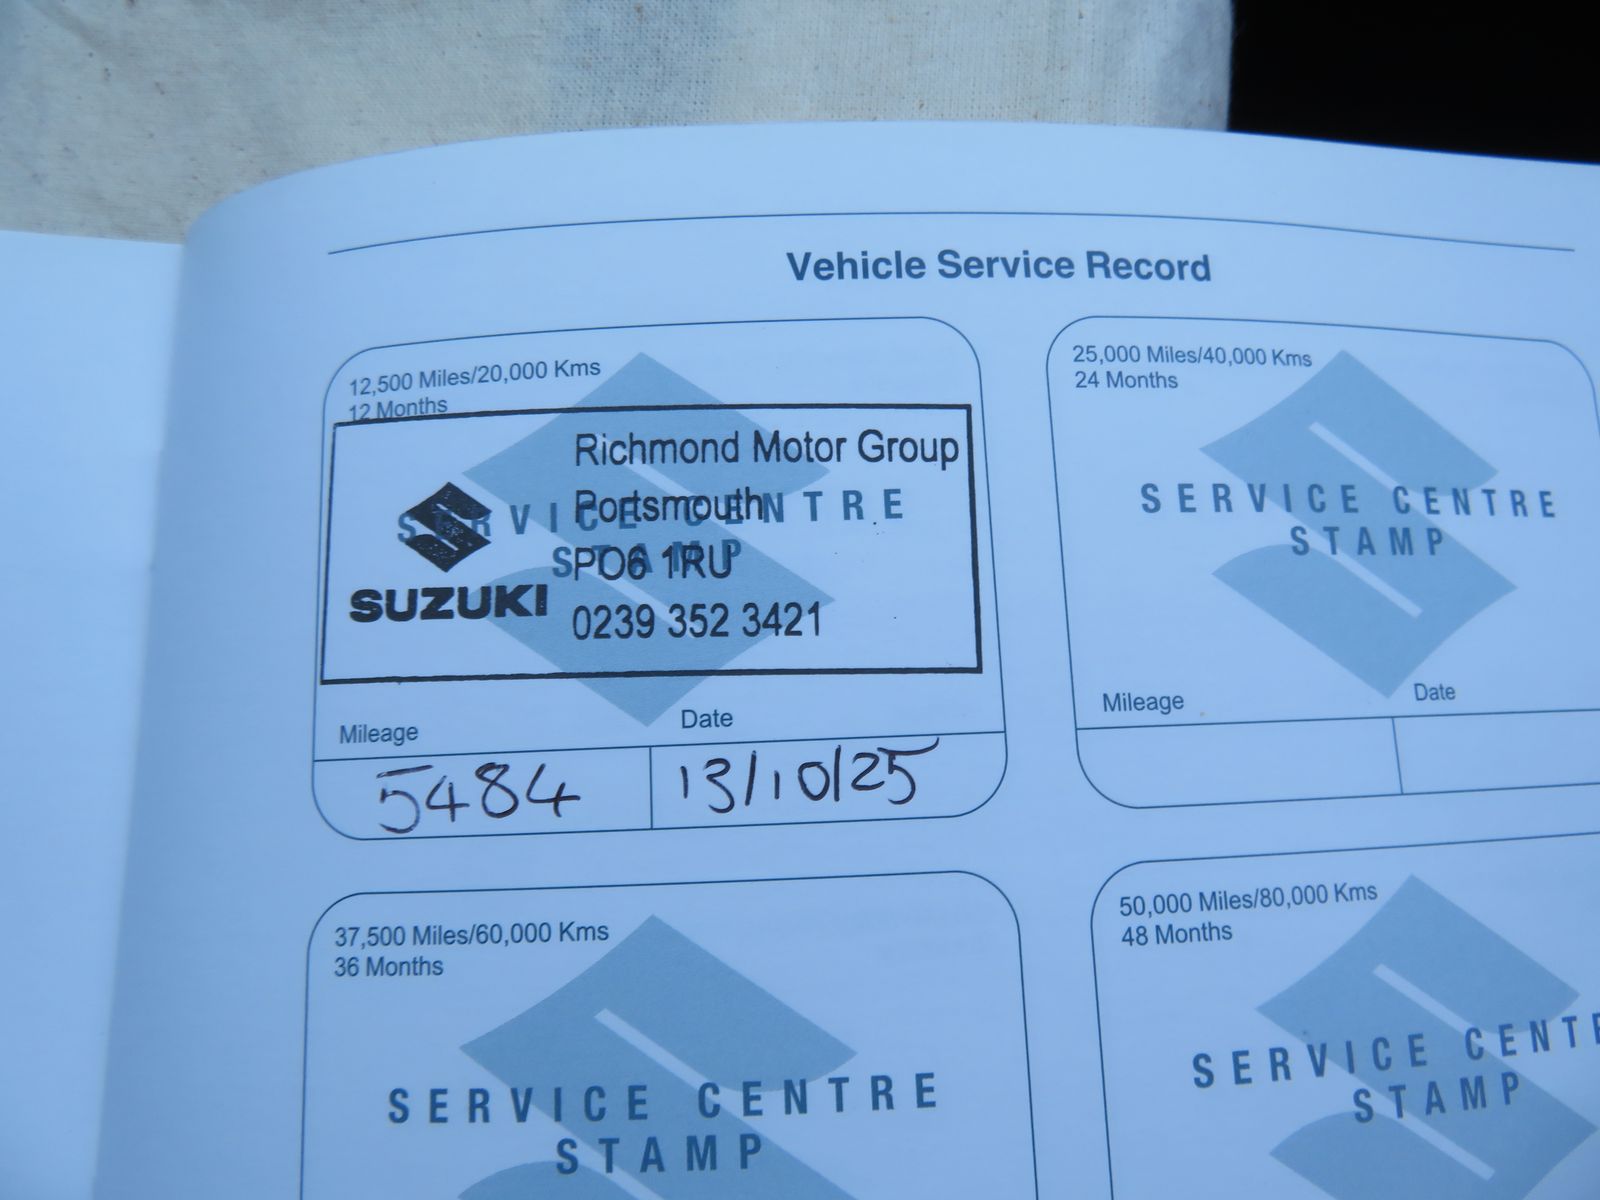 Vehicle Service Record
12,500 Miles/20,000 Kms
12 Months
SERVICE CENTRE
STAMP
SUZUKI
Richmond Motor Group
Portsmouth
PO6 1RU
0239 352 3421
Mileage
Date
5484
13/10/25
25,000 Miles/40,000 Kms
24 Months
SERVICE CENTRE
STAMP
Mileage
Date
37,500 Miles/60,000 Kms
36 Months
SERVICE CENTRE
STAMP
50,000 Miles/80,000 Kms
48 Months
SERVICE CENTR
STAMP